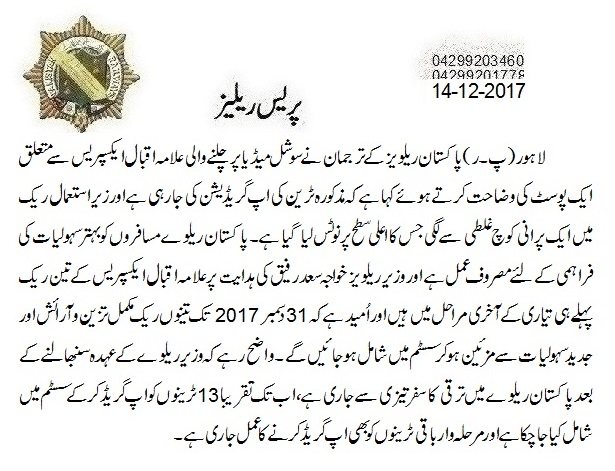 04299203460
04299201778
14-12-2017
پریس ریلیز
لاہور (پ۔ر) پاکستان ریلویز کے ترجمان نے سوشل میڈیا پر چلنے والی علامہ اقبال ایکسپریس سے متعلق
ایک پوسٹ کی وضاحت کرتے ہوئے کہا ہے کہ مذکورہ ٹرین کی اپ گریڈیشن کی جارہی ہے اور زیر استعمال ریک
میں ایک پرانی کوچ غلطی سے لگی جس کا اعلی سطح پر نوٹس لیا گیا ہے۔ پاکستان ریلوے مسافروں کو بہتر سہولیات کی
فراہمی کے لئے مصروف عمل ہے اور وزیر ریلویز خواجہ سعد رفیق کی ہدایت پر علامہ اقبال ایکسپریس کے تین ریک
پہلے ہی تیاری کے آخری مراحل میں ہیں اور اُمید ہے کہ 31 دسمبر 2017 تک تینوں ریک مکمل تزین و آرائش اور
جدید سہولیات سے مزئین ہو کر سسٹم میں شامل ہو جائیں گے۔ واضح رہے کہ وزیر ریلوے کے عہدہ سنبھالنے کے
بعد پاکستان ریلوے میں ترقی کا سفر تیزی سے جاری ہے، اب تک تقریبا 13 ٹرینوں کو اپ گریڈ کر کے سسٹم میں
شامل کیا جا چکا ہے اور مرحلہ وار باقی ٹرینوں کو بھی اپ گریڈ کرنے کا عمل جاری ہے۔